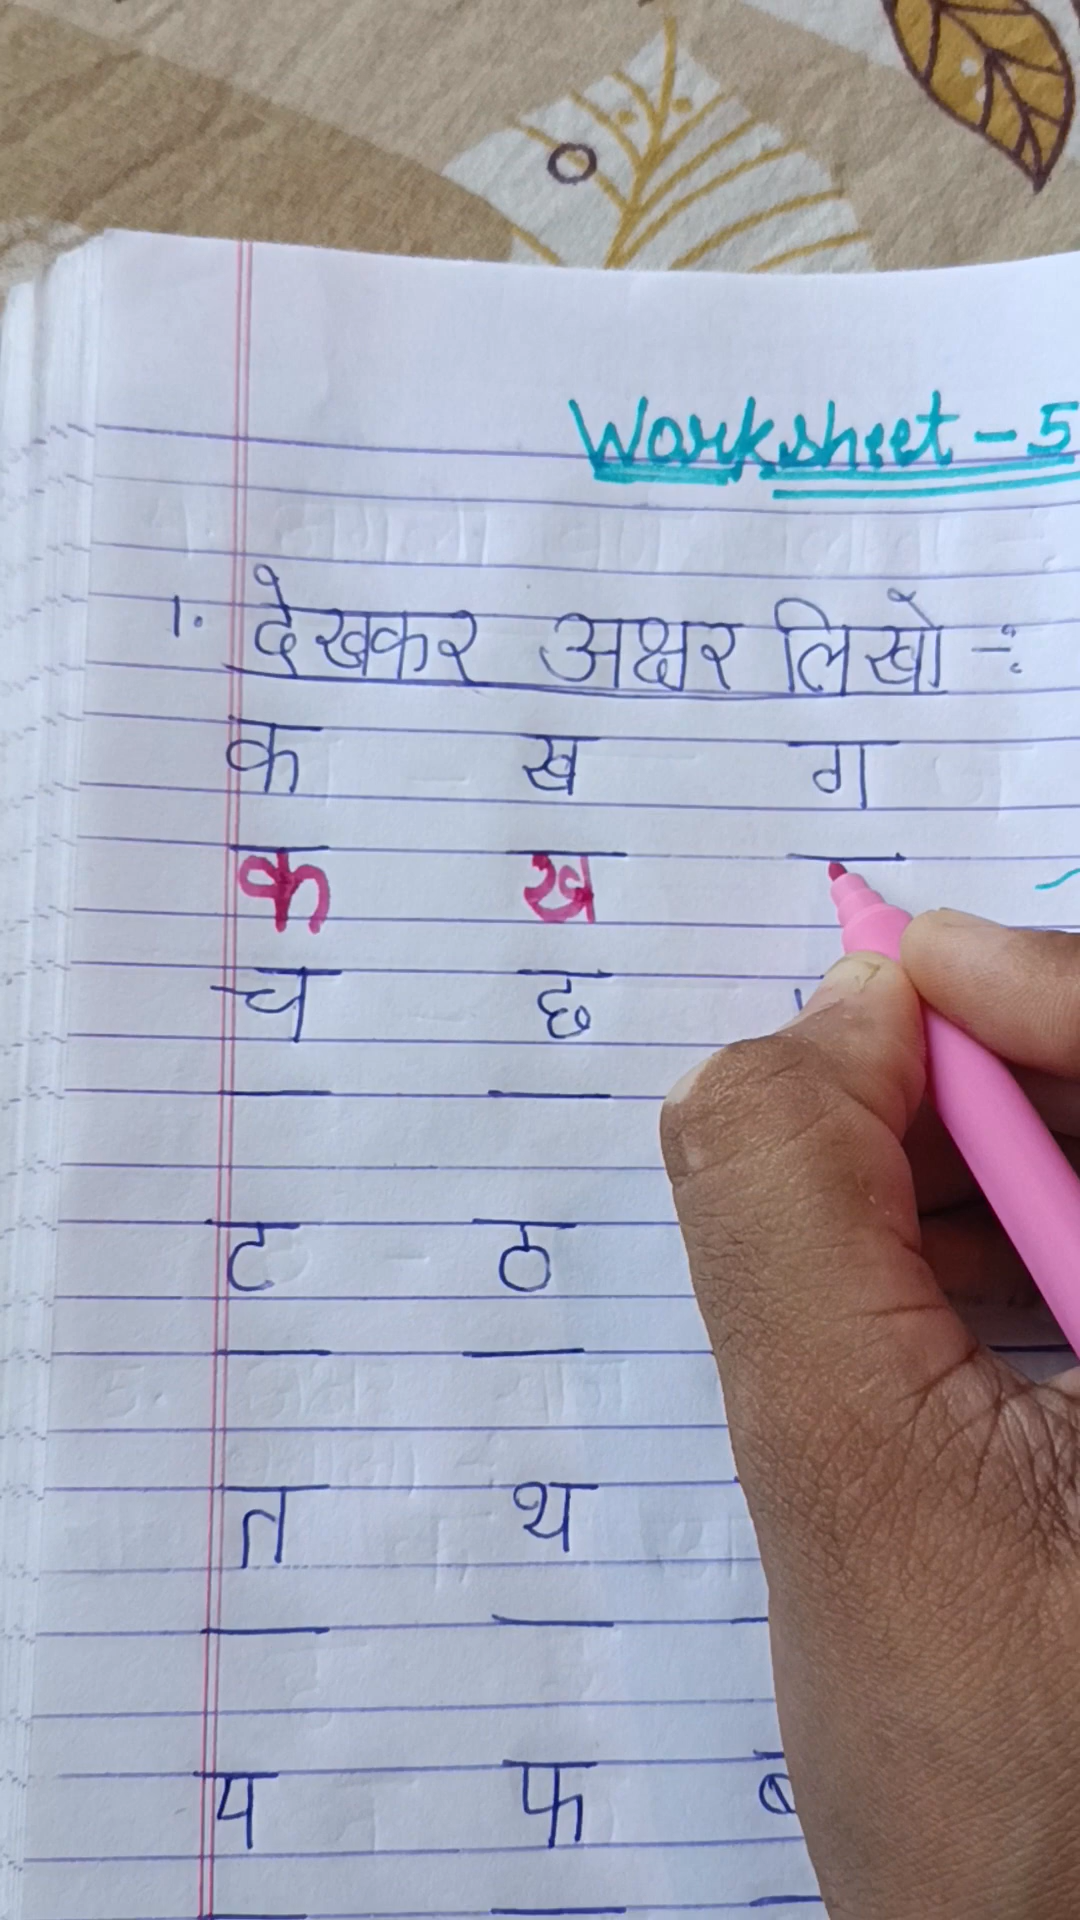 Worksheet - 5
1. देखकर अक्षर लिखो -:
क ख ग
क ख
च छ
ट ठ
त थ
प फ ब